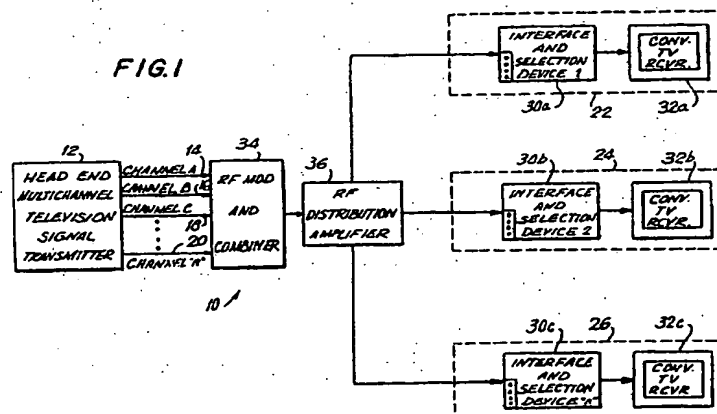 FIG.1
12
HEAD END
MULTICHANNEL
TELEVISION
SIGNAL
TRANSMITTER
CHANNEL A
14
CHANNEL B
16
CHANNEL C
18
20
CHANNEL "n"
34
RF MOD
AND
COMBINER
10
36
RF
DISTRIBUTION
AMPLIFIER
INTERFACE
AND
SELECTION
DEVICE 1
30a
CONV.
TV
RCVR.
32a
22
30b
24
32b
INTERFACE
AND
SELECTION
DEVICE 2
CONV.
TV
RCVR.
30c
26
32c
INTERFACE
AND
SELECTION
DEVICE "n"
CONV.
TV
RCVR.